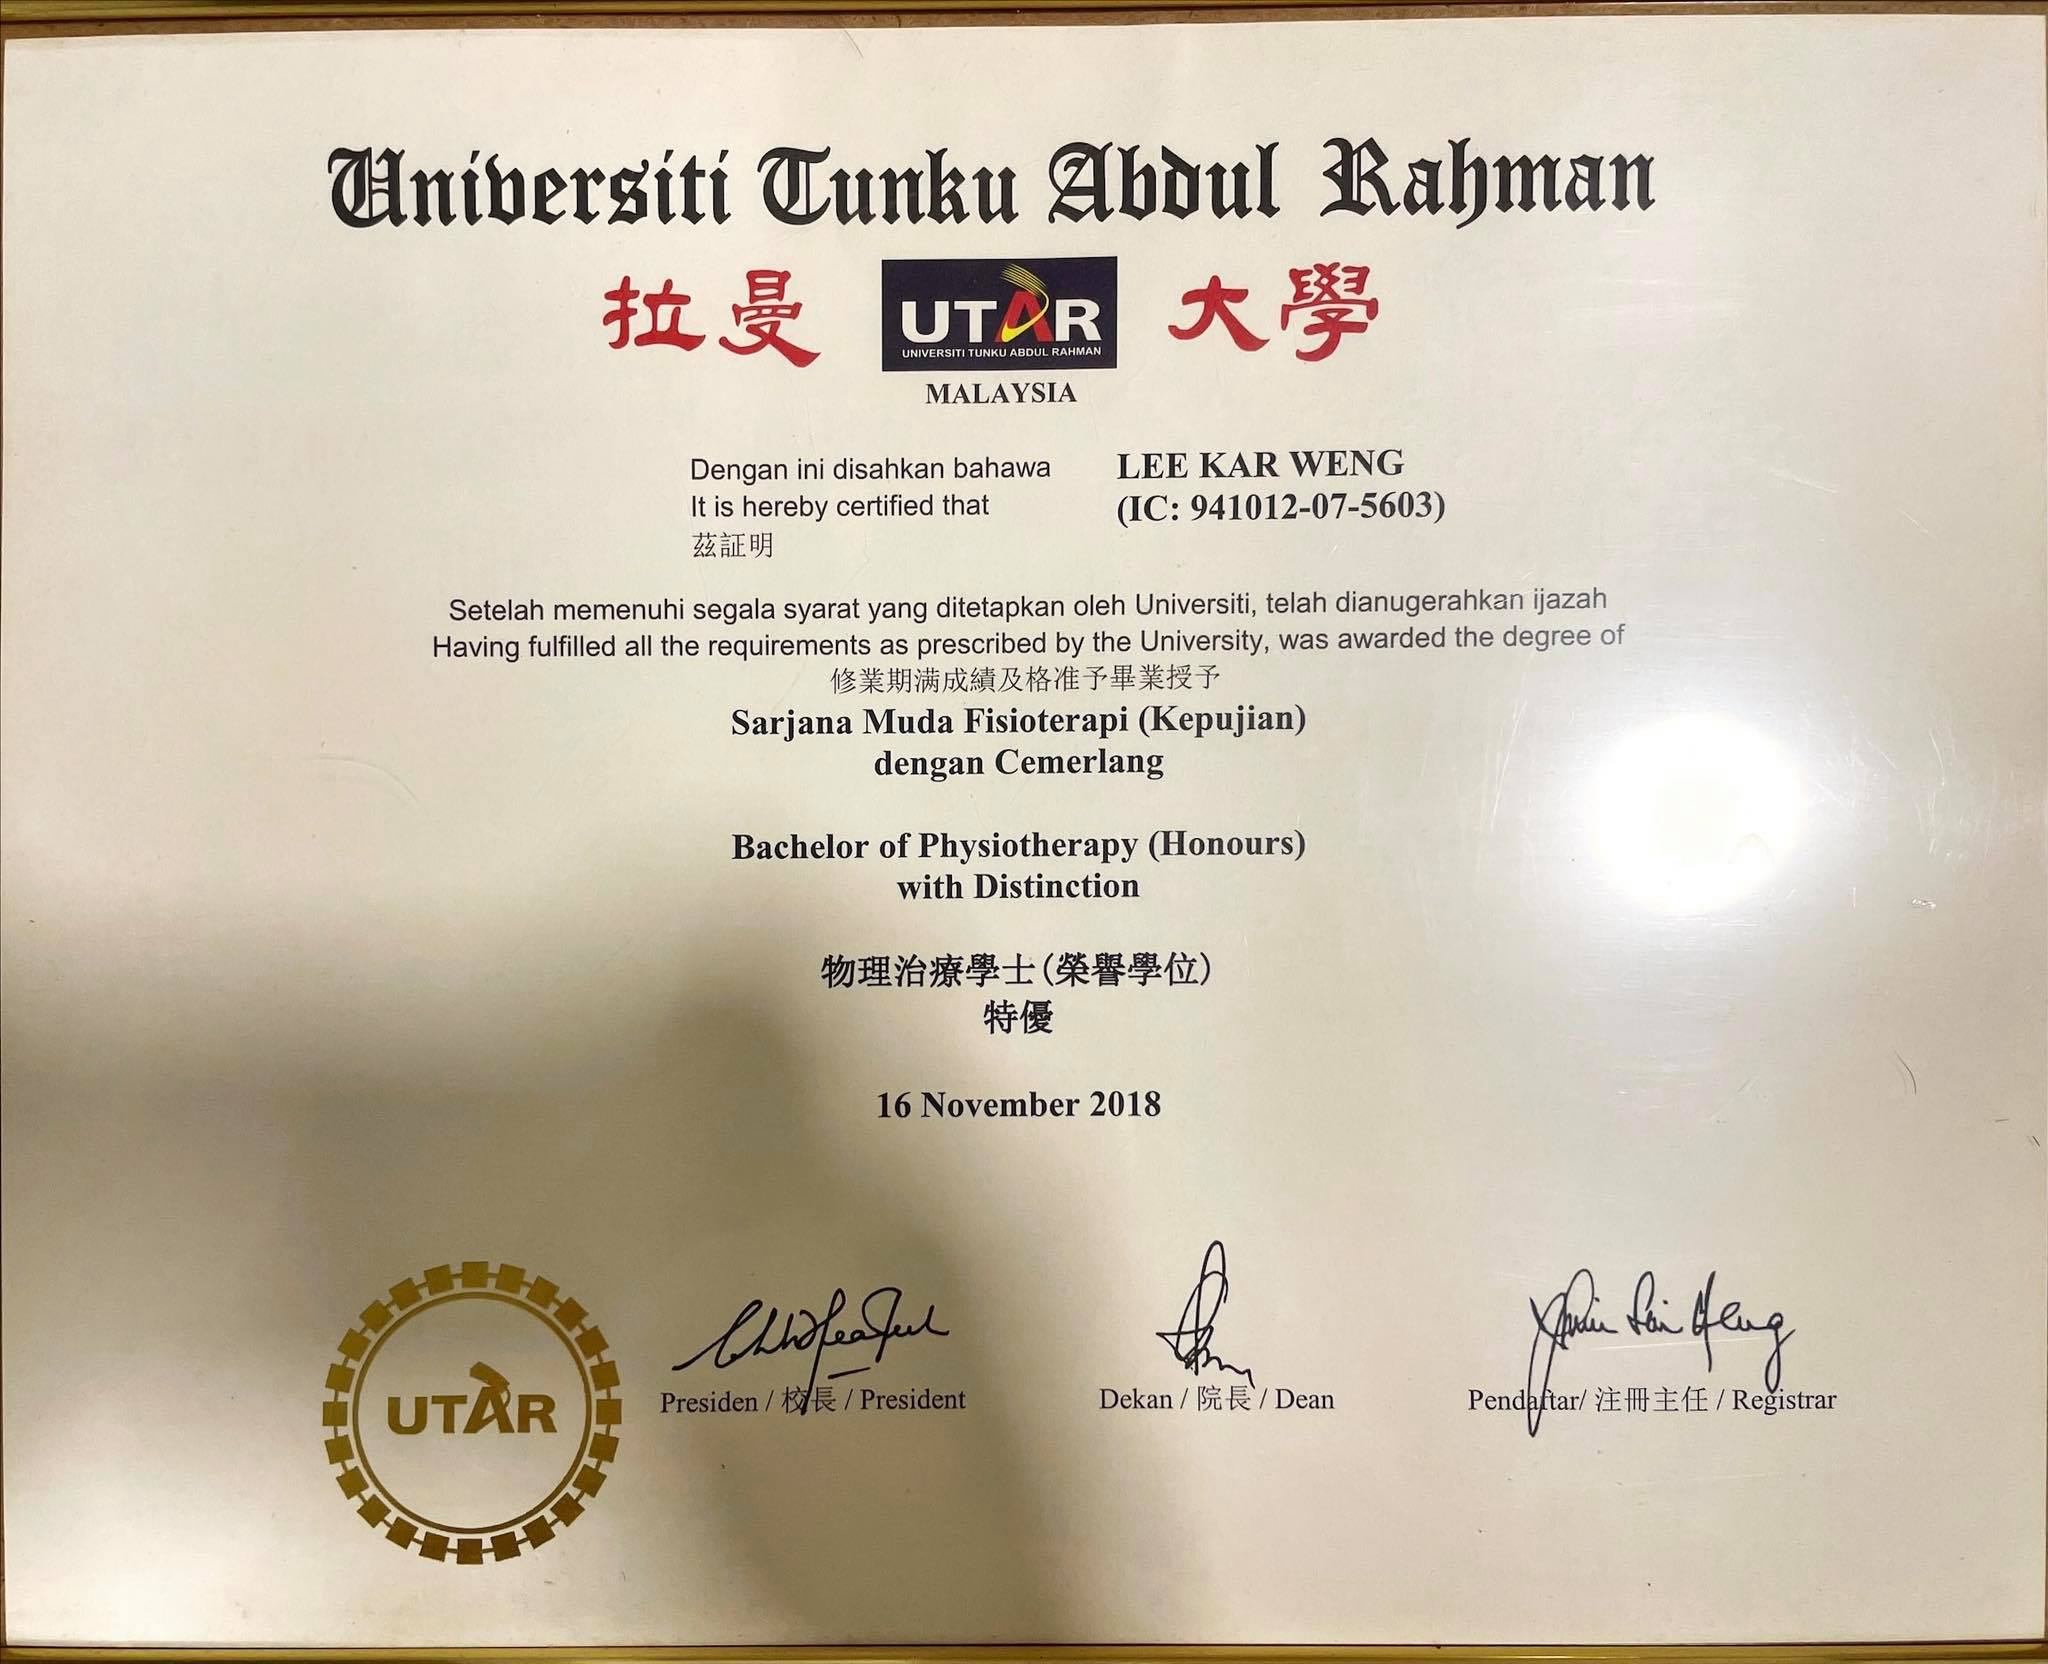 Universiti Tunku Abdul Rahman
拉曼 UTAR 大學
UNIVERSITI TUNKU ABDUL RAHMAN
MALAYSIA
Dengan ini disahkan bahawa LEE KAR WENG
It is hereby certified that (IC: 941012-07-5603)
茲証明
Setelah memenuhi segala syarat yang ditetapkan oleh Universiti, telah dianugerahkan ijazah
Having fulfilled all the requirements as prescribed by the University, was awarded the degree of
修業期满成績及格准予畢業授予
Sarjana Muda Fisioterapi (Kepujian)
dengan Cemerlang
Bachelor of Physiotherapy (Honours)
with Distinction
物理治療學士(榮譽學位)
特優
16 November 2018
UTAR
Presiden / 校長 / President
Dekan / 院長 / Dean
Pendaftar/ 注冊主任 / Registrar